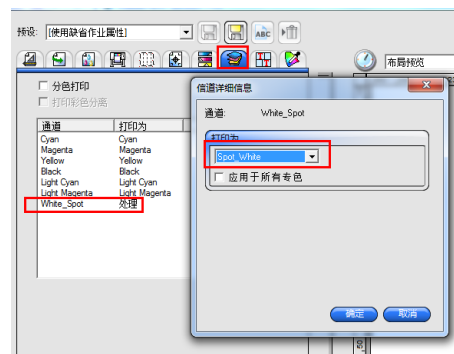 预设: [使用缺省作业属性]
ABC
布局预览
分色打印
打印彩色分离
通道 打印为
Cyan Cyan
Magenta Magenta
Yellow Yellow
Black Black
Light Cyan Light Cyan
Light Magenta Light Magenta
White_Spot 处理
信道详细信息
通道: White_Spot
打印为
Spot_White
应用于所有专色
确定 取消